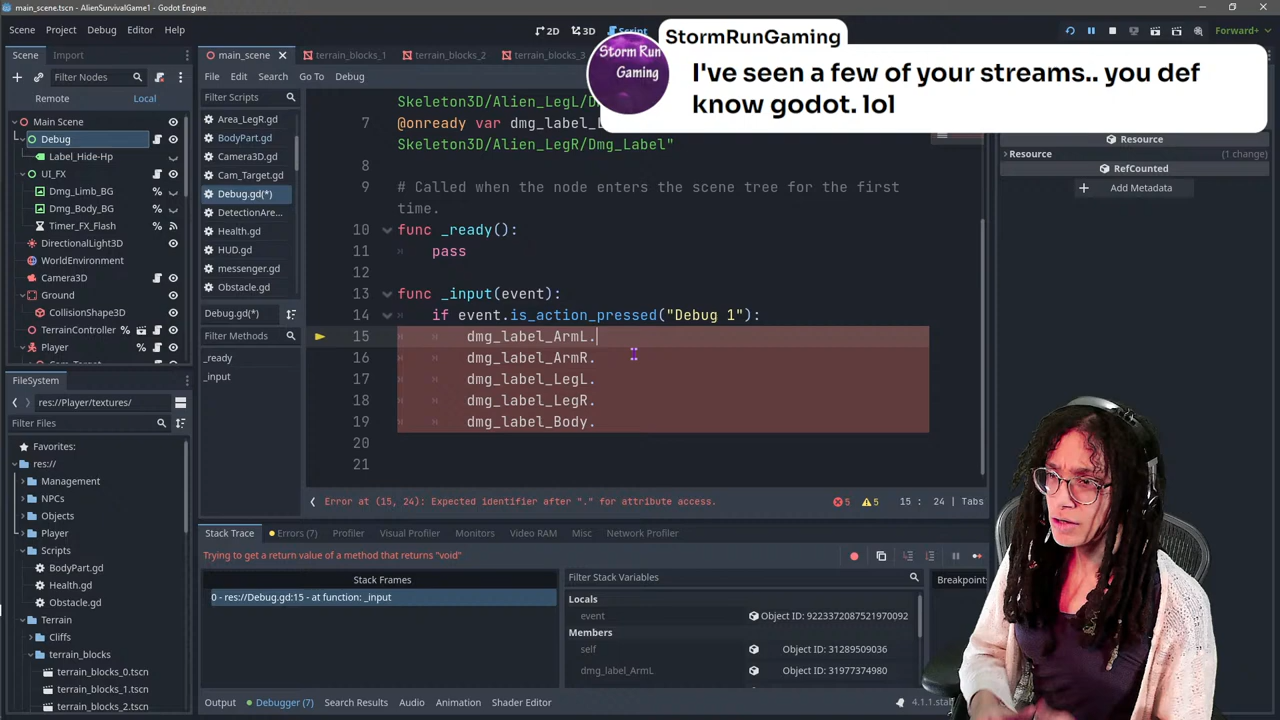 main_scene.tscn - AlienSurvivalGame1 - Godot Engine
Scene Project Debug Editor Help
2D 3D Script
Forward+
StormRunGaming
Storm Run
Gaming
I've seen a few of your streams.. you def
know godot. lol
Scene Import
Filter Nodes
Remote Local
Main Scene
Debug
Label_Hide-Hp
UI_FX
Dmg_Limb_BG
Dmg_Body_BG
Timer_FX_Flash
DirectionalLight3D
WorldEnvironment
Camera3D
Ground
CollisionShape3D
TerrainController
Player
Cam_Target
FileSystem
res://Player/textures/
Filter Files
Favorites:
res://
Management
NPCs
Objects
Player
Scripts
BodyPart.gd
Health.gd
Obstacle.gd
Terrain
Cliffs
terrain_blocks
terrain_blocks_0.tscn
terrain_blocks_1.tscn
terrain_blocks_2.tscn
main_scene terrain_blocks_1 terrain_blocks_2 terrain_blocks_3
File Edit Search Go To Debug
Filter Scripts
Area_LegR.gd
BodyPart.gd
Camera3D.gd
Cam_Target.gd
Debug.gd(*)
DetectionArea...
Health.gd
HUD.gd
messenger.gd
Obstacle.gd
Debug.gd(*)
Filter Methods
_ready
_input
Skeleton3D/Alien_LegL/
7 @onready var dmg_label_
Skeleton3D/Alien_LegR/Dmg_Label"
8
9 # Called when the node enters the scene tree for the first
time.
10 func _ready():
11 pass
12
13 func _input(event):
14 if event.is_action_pressed("Debug 1"):
15 dmg_label_ArmL.
16 dmg_label_ArmR.
17 dmg_label_LegL.
18 dmg_label_LegR.
19 dmg_label_Body.
20
21
Error at (15, 24): Expected identifier after "." for attribute access.
5 5 15 : 24 | Tabs
Stack Trace Errors (7) Profiler Visual Profiler Monitors Video RAM Misc Network Profiler
Trying to get a return value of a method that returns "void"
Stack Frames
0 - res://Debug.gd:15 - at function: _input
Filter Stack Variables
Locals
event Object ID: 9223372087521970092
Members
self Object ID: 31289509036
dmg_label_ArmL Object ID: 31977374980
Breakpoints
Output Debugger (7) Search Results Audio Animation Shader Editor
4.1.1.stab
Resource
Resource (1 change)
RefCounted
Add Metadata